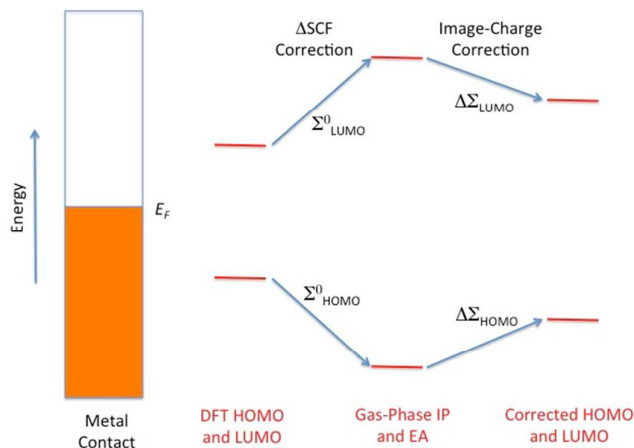 ΔSCF
Correction
Image-Charge
Correction
Σ⁰LUMO
ΔΣLUMO
Energy
EF
Σ⁰HOMO
ΔΣHOMO
Metal
Contact
DFT HOMO
and LUMO
Gas-Phase IP
and EA
Corrected HOMO
and LUMO